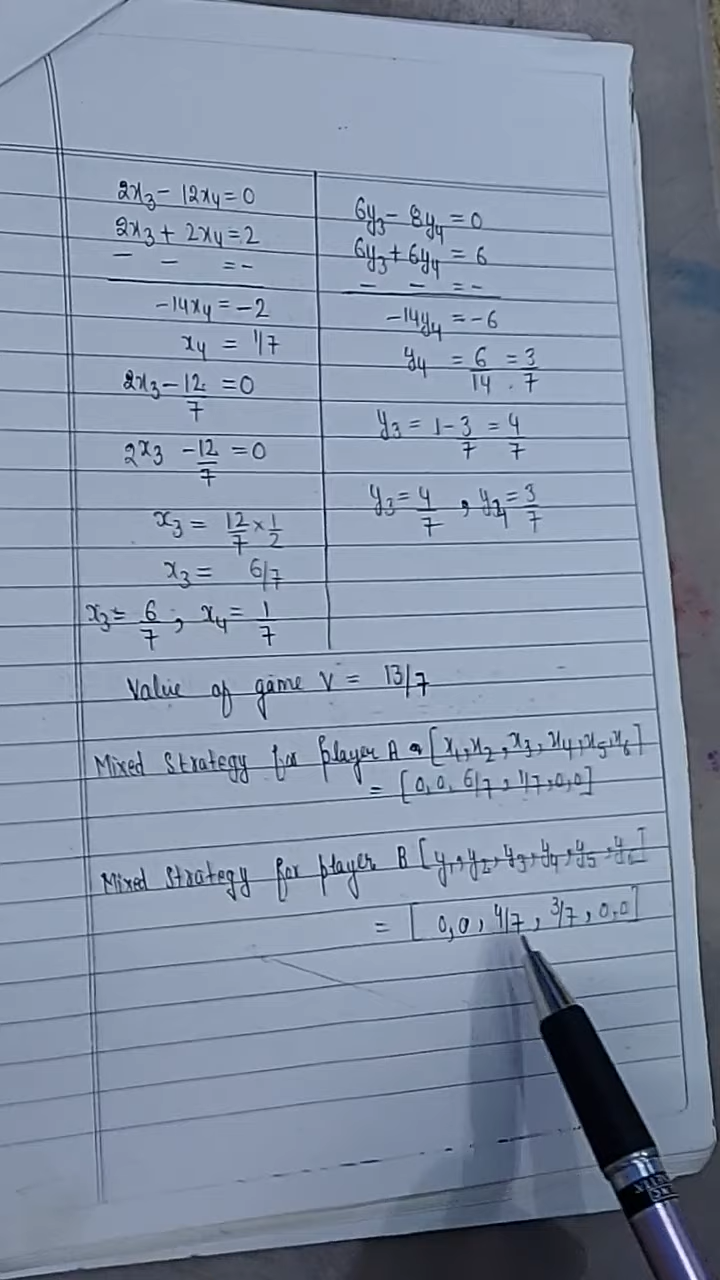 2x₃ - 12x₄ = 0
2x₃ + 2x₄ = 2
- - = -
-14x₄ = -2
x₄ = 1/7
2x₃ - 12/7 = 0
2x₃ - 12/7 = 0
x₃ = 12/7 × 1/2
x₃ = 6/7
x₃ = 6/7 , x₄ = 1/7
6y₃ - 8y₄ = 0
6y₃ + 6y₄ = 6
- - = -
-14y₄ = -6
y₄ = 6/14 = 3/7
y₃ = 1 - 3/7 = 4/7
y₃ = 4/7 , y₄ = 3/7
Value of game V = 13/7
Mixed Strategy for player A [x₁, x₂, x₃, x₄, x₅, x₆]
= [0, 0, 6/7, 1/7, 0, 0]
Mixed Strategy for player B [y₁, y₂, y₃, y₄, y₅, y₆]
= [0, 0, 4/7, 3/7, 0, 0]